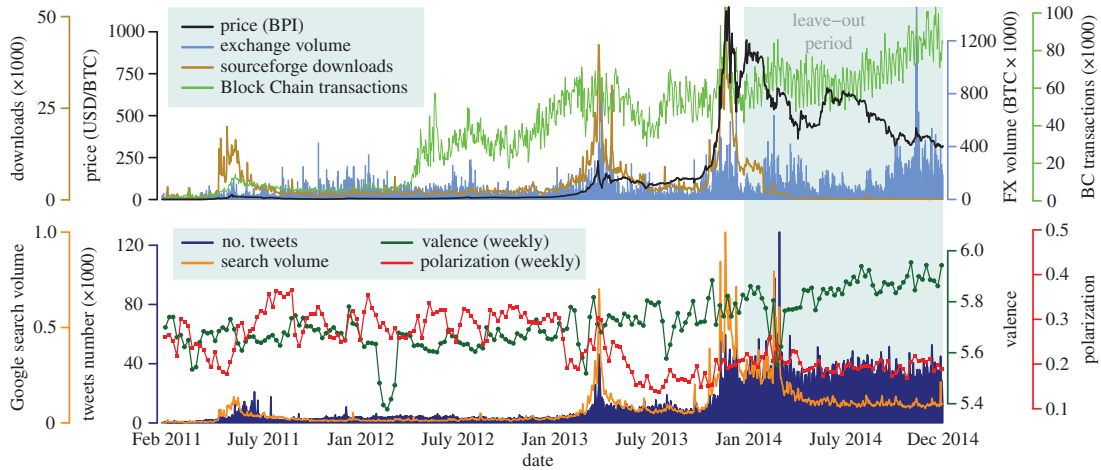 50
25
0
downloads (×1000)
1000
750
500
250
0
price (USD/BTC)
price (BPI)
exchange volume
sourceforge downloads
Block Chain transactions
leave−out
period
1200
800
400
0
FX volume (BTC × 1000)
100
80
60
40
20
0
BC transactions (×1000)
1.0
0.5
0
Google search volume
120
80
40
0
tweets number (×1000)
no. tweets
search volume
valence (weekly)
polarization (weekly)
6.0
5.8
5.6
5.4
valence
0.5
0.4
0.3
0.2
0.1
polarization
Feb 2011
July 2011
Jan 2012
July 2012
Jan 2013
July 2013
Jan 2014
July 2014
Dec 2014
date